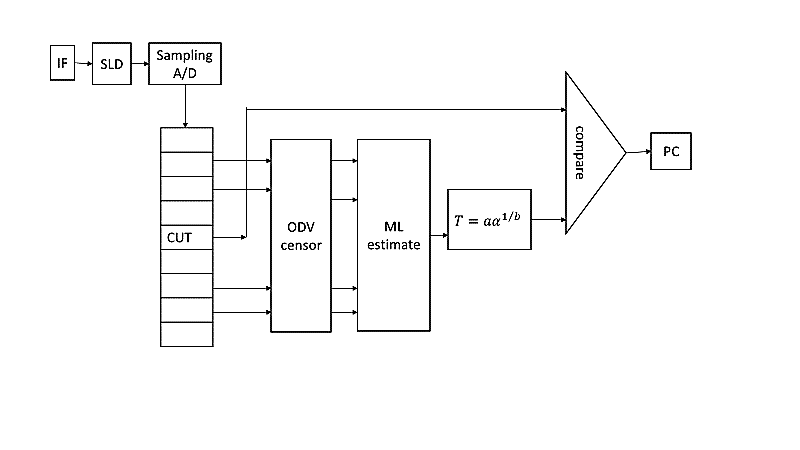 IF
SLD
Sampling
A/D
CUT
ODV
censor
ML
estimate
T = aα^{1/b}
compare
PC